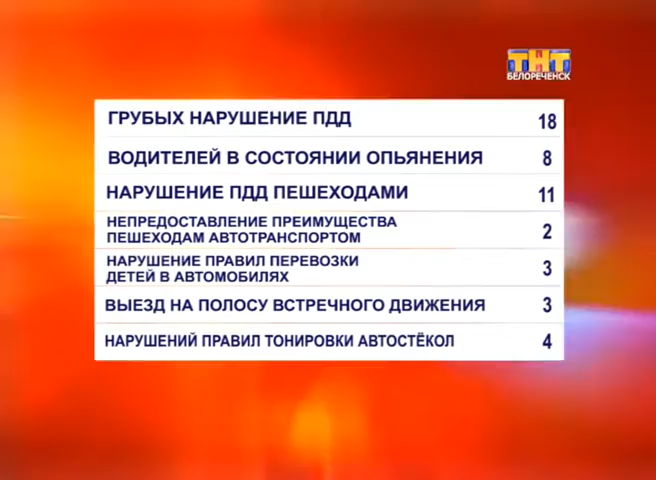 ТНТ
БЕЛОРЕЧЕНСК
ГРУБЫХ НАРУШЕНИЕ ПДД 18
ВОДИТЕЛЕЙ В СОСТОЯНИИ ОПЬЯНЕНИЯ 8
НАРУШЕНИЕ ПДД ПЕШЕХОДАМИ 11
НЕПРЕДОСТАВЛЕНИЕ ПРЕИМУЩЕСТВА
ПЕШЕХОДАМ АВТОТРАНСПОРТОМ 2
НАРУШЕНИЕ ПРАВИЛ ПЕРЕВОЗКИ
ДЕТЕЙ В АВТОМОБИЛЯХ 3
ВЫЕЗД НА ПОЛОСУ ВСТРЕЧНОГО ДВИЖЕНИЯ 3
НАРУШЕНИЙ ПРАВИЛ ТОНИРОВКИ АВТОСТЁКОЛ 4